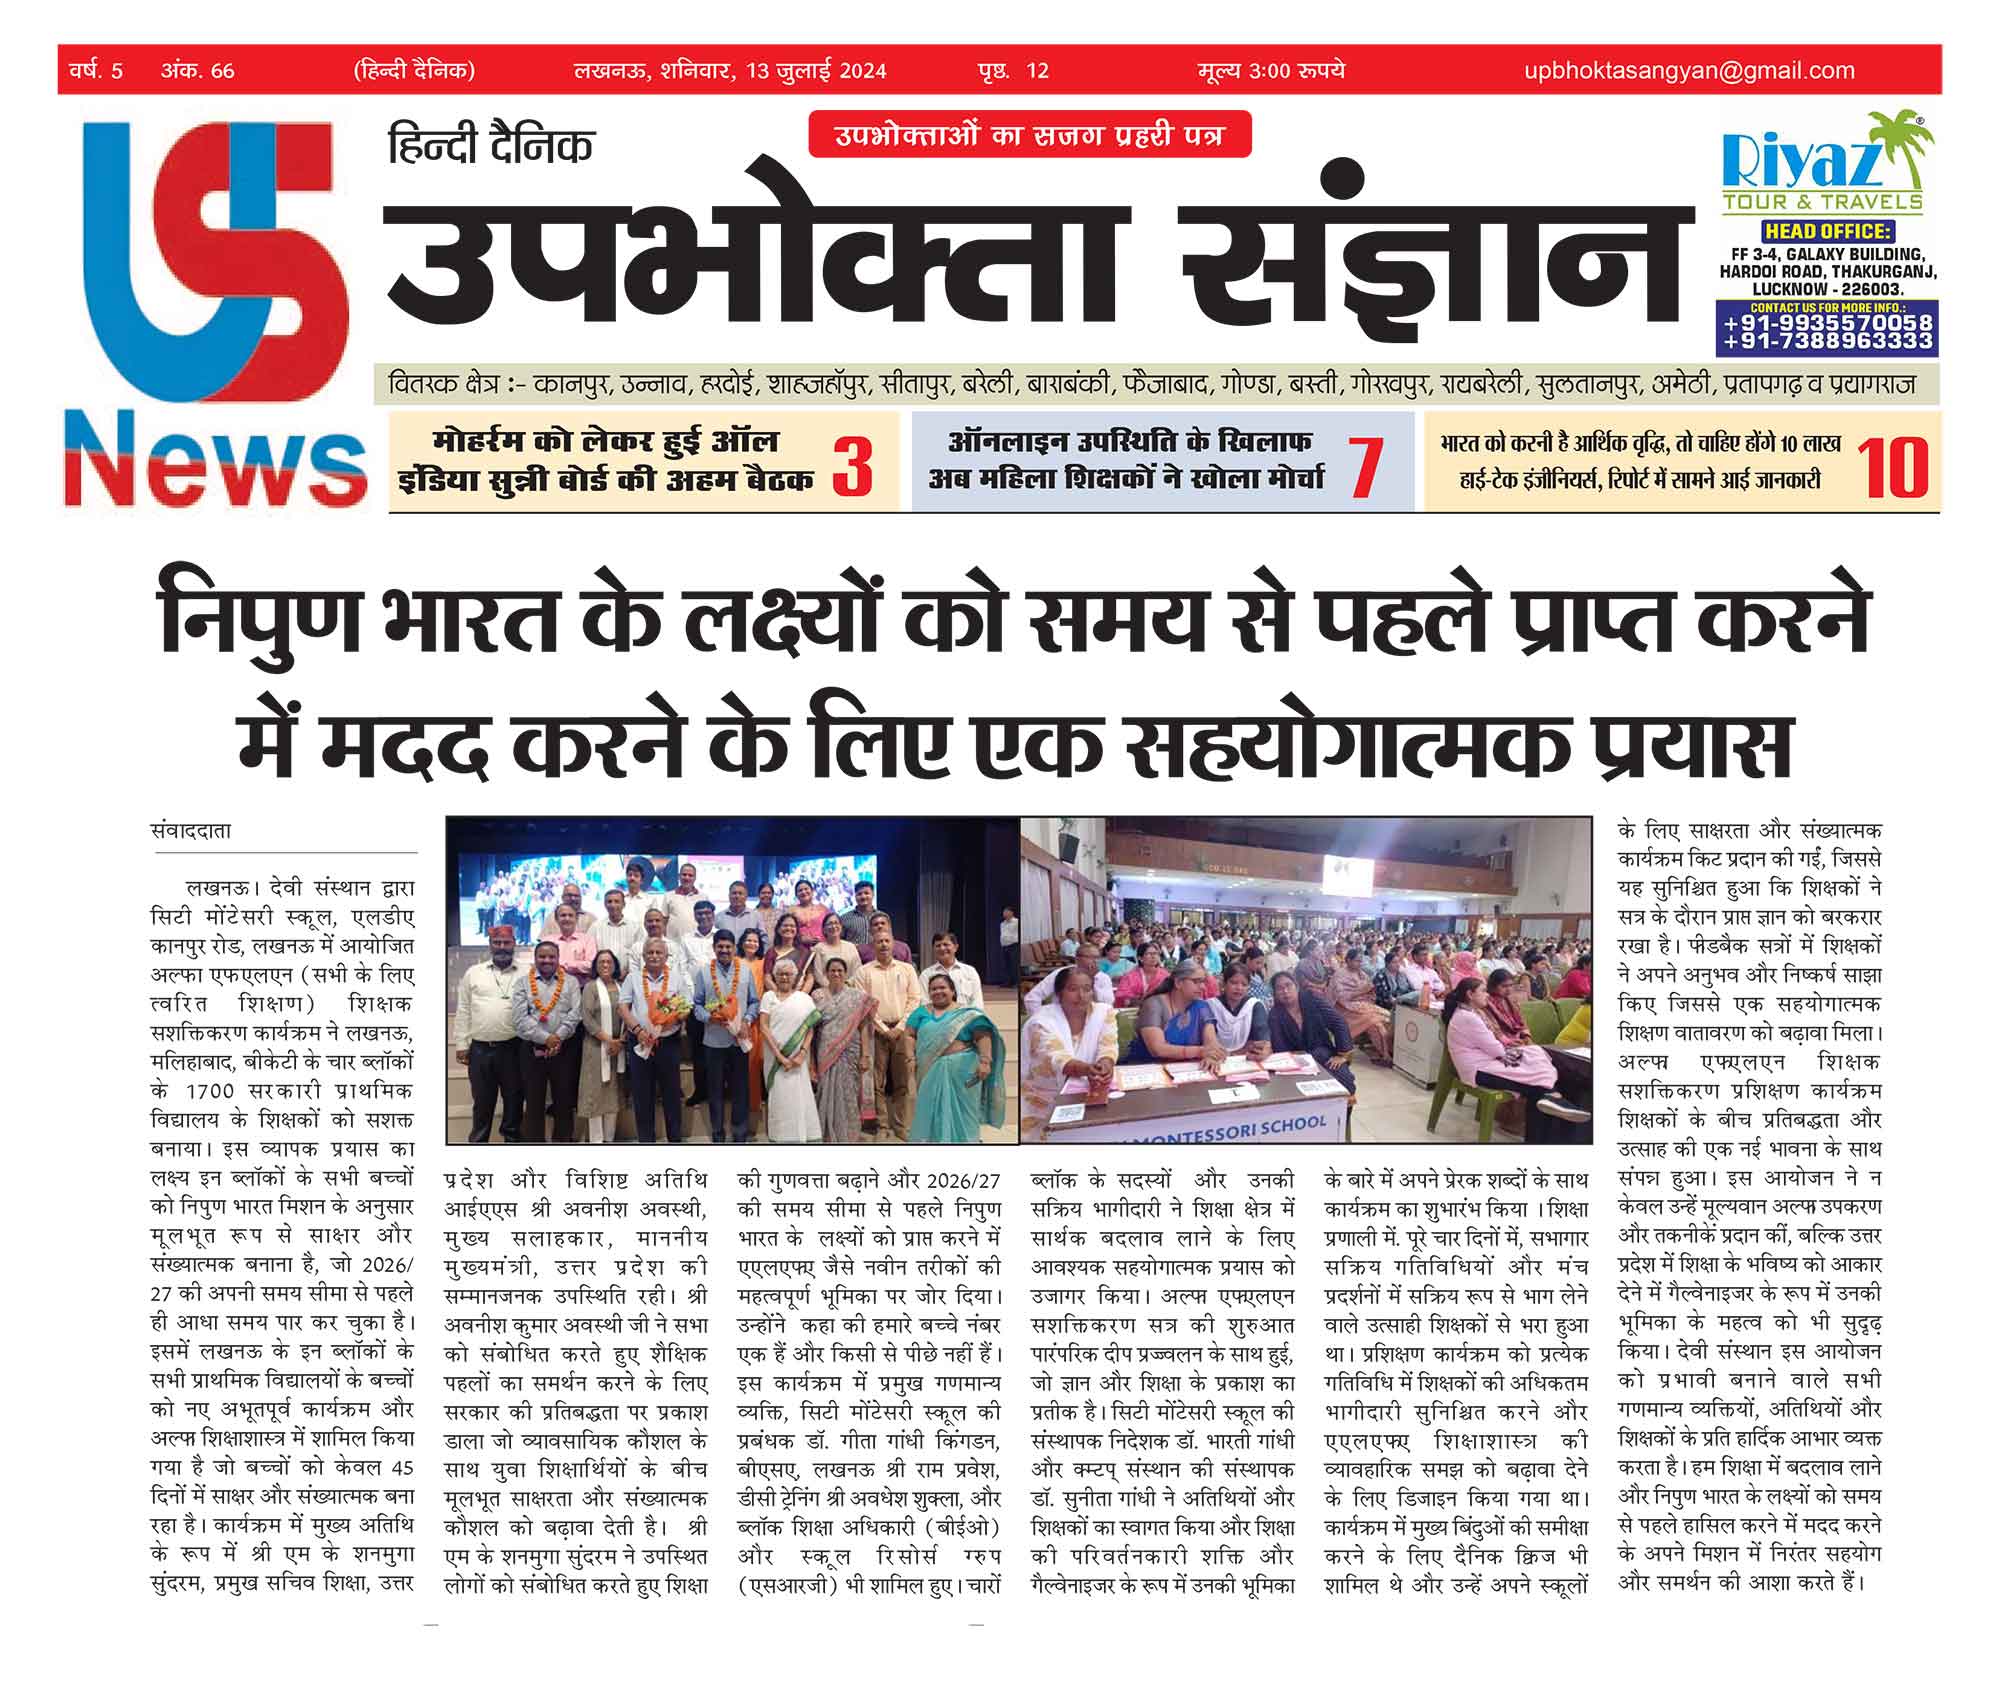 वर्ष. 5 अंक. 66 (हिन्दी दैनिक) लखनऊ, शनिवार, 13 जुलाई 2024 पृष्ठ. 12 मूल्य 3:00 रूपये upbhoktasangyan@gmail.com
US
News
हिन्दी दैनिक
उपभोक्ताओं का सजग प्रहरी पत्र
उपभोक्ता संज्ञान
Riyaz
TOUR & TRAVELS
HEAD OFFICE:
FF 3-4, GALAXY BUILDING,
HARDOI ROAD, THAKURGANJ,
LUCKNOW - 226003.
CONTACT US FOR MORE INFO.:
+91-9935570058
+91-7388963333
वितरक क्षेत्र :- कानपुर, उन्नाव, हरदोई, शाहजहाँपुर, सीतापुर, बरेली, बाराबंकी, फैजाबाद, गोण्डा, बस्ती, गोरखपुर, रायबरेली, सुलतानपुर, अमेठी, प्रतापगढ़ व प्रयागराज
मोहर्रम को लेकर हुई ऑल
इंडिया सुन्नी बोर्ड की अहम बैठक 3
ऑनलाइन उपस्थिति के खिलाफ
अब महिला शिक्षकों ने खोला मोर्चा 7
भारत को करनी है आर्थिक वृद्धि, तो चाहिए होंगे 10 लाख
हाई-टेक इंजीनियर्स, रिपोर्ट में सामने आई जानकारी 10
निपुण भारत के लक्ष्यों को समय से पहले प्राप्त करने
में मदद करने के लिए एक सहयोगात्मक प्रयास
संवाददाता
लखनऊ। देवी संस्थान द्वारा
सिटी मोंटेसरी स्कूल, एलडीए
कानपुर रोड, लखनऊ में आयोजित
अल्फा एफएलएन (सभी के लिए
त्वरित शिक्षण) शिक्षक
सशक्तिकरण कार्यक्रम ने लखनऊ,
मलिहाबाद, बीकेटी के चार ब्लॉकों
के 1700 सरकारी प्राथमिक
विद्यालय के शिक्षकों को सशक्त
बनाया। इस व्यापक प्रयास का
लक्ष्य इन ब्लॉकों के सभी बच्चों
को निपुण भारत मिशन के अनुसार
मूलभूत रूप से साक्षर और
संख्यात्मक बनाना है, जो 2026/
27 की अपनी समय सीमा से पहले
ही आधा समय पार कर चुका है।
इसमें लखनऊ के इन ब्लॉकों के
सभी प्राथमिक विद्यालयों के बच्चों
को नए अभूतपूर्व कार्यक्रम और
अल्फा शिक्षाशास्त्र में शामिल किया
गया है जो बच्चों को केवल 45
दिनों में साक्षर और संख्यात्मक बना
रहा है। कार्यक्रम में मुख्य अतिथि
के रूप में श्री एम के शनमुगा
सुंदरम, प्रमुख सचिव शिक्षा, उत्तर
MONTESSORI SCHOOL
प्रदेश और विशिष्ट अतिथि
आईएएस श्री अवनीश अवस्थी,
मुख्य सलाहकार, माननीय
मुख्यमंत्री, उत्तर प्रदेश की
सम्मानजनक उपस्थिति रही। श्री
अवनीश कुमार अवस्थी जी ने सभा
को संबोधित करते हुए शैक्षिक
पहलों का समर्थन करने के लिए
सरकार की प्रतिबद्धता पर प्रकाश
डाला जो व्यावसायिक कौशल के
साथ युवा शिक्षार्थियों के बीच
मूलभूत साक्षरता और संख्यात्मक
कौशल को बढ़ावा देती है। श्री
एम के शनमुगा सुंदरम ने उपस्थित
लोगों को संबोधित करते हुए शिक्षा
की गुणवत्ता बढ़ाने और 2026/27
की समय सीमा से पहले निपुण
भारत के लक्ष्यों को प्राप्त करने में
एएलएफए जैसे नवीन तरीकों की
महत्वपूर्ण भूमिका पर जोर दिया।
उन्होंने कहा की हमारे बच्चे नंबर
एक हैं और किसी से पीछे नहीं हैं।
इस कार्यक्रम में प्रमुख गणमान्य
व्यक्ति, सिटी मोंटेसरी स्कूल की
प्रबंधक डॉ. गीता गांधी किंगडन,
बीएसए, लखनऊ श्री राम प्रवेश,
डीसी ट्रेनिंग श्री अवधेश शुक्ला, और
ब्लॉक शिक्षा अधिकारी (बीईओ)
और स्कूल रिसोर्स ग्रुप
(एसआरजी) भी शामिल हुए। चारों
ब्लॉक के सदस्यों और उनकी
सक्रिय भागीदारी ने शिक्षा क्षेत्र में
सार्थक बदलाव लाने के लिए
आवश्यक सहयोगात्मक प्रयास को
उजागर किया। अल्फा एफएलएन
सशक्तिकरण सत्र की शुरुआत
पारंपरिक दीप प्रज्ज्वलन के साथ हुई,
जो ज्ञान और शिक्षा के प्रकाश का
प्रतीक है। सिटी मोंटेसरी स्कूल की
संस्थापक निदेशक डॉ. भारती गांधी
और क्म्टप् संस्थान की संस्थापक
डॉ. सुनीता गांधी ने अतिथियों और
शिक्षकों का स्वागत किया और शिक्षा
की परिवर्तनकारी शक्ति और
गैल्वेनाइजर के रूप में उनकी भूमिका
के बारे में अपने प्रेरक शब्दों के साथ
कार्यक्रम का शुभारंभ किया । शिक्षा
प्रणाली में. पूरे चार दिनों में, सभागार
सक्रिय गतिविधियों और मंच
प्रदर्शनों में सक्रिय रूप से भाग लेने
वाले उत्साही शिक्षकों से भरा हुआ
था। प्रशिक्षण कार्यक्रम को प्रत्येक
गतिविधि में शिक्षकों की अधिकतम
भागीदारी सुनिश्चित करने और
एएलएफए शिक्षाशास्त्र की
व्यावहारिक समझ को बढ़ावा देने
के लिए डिजाइन किया गया था।
कार्यक्रम में मुख्य बिंदुओं की समीक्षा
करने के लिए दैनिक क्विज भी
शामिल थे और उन्हें अपने स्कूलों
के लिए साक्षरता और संख्यात्मक
कार्यक्रम किट प्रदान की गईं, जिससे
यह सुनिश्चित हुआ कि शिक्षकों ने
सत्र के दौरान प्राप्त ज्ञान को बरकरार
रखा है। फीडबैक सत्रों में शिक्षकों
ने अपने अनुभव और निष्कर्ष साझा
किए जिससे एक सहयोगात्मक
शिक्षण वातावरण को बढ़ावा मिला।
अल्फा एफएलएन शिक्षक
सशक्तिकरण प्रशिक्षण कार्यक्रम
शिक्षकों के बीच प्रतिबद्धता और
उत्साह की एक नई भावना के साथ
संपन्न हुआ। इस आयोजन ने न
केवल उन्हें मूल्यवान अल्फा उपकरण
और तकनीकें प्रदान कीं, बल्कि उत्तर
प्रदेश में शिक्षा के भविष्य को आकार
देने में गैल्वेनाइजर के रूप में उनकी
भूमिका के महत्व को भी सुदृढ़
किया। देवी संस्थान इस आयोजन
को प्रभावी बनाने वाले सभी
गणमान्य व्यक्तियों, अतिथियों और
शिक्षकों के प्रति हार्दिक आभार व्यक्त
करता है। हम शिक्षा में बदलाव लाने
और निपुण भारत के लक्ष्यों को समय
से पहले हासिल करने में मदद करने
के अपने मिशन में निरंतर सहयोग
और समर्थन की आशा करते हैं।